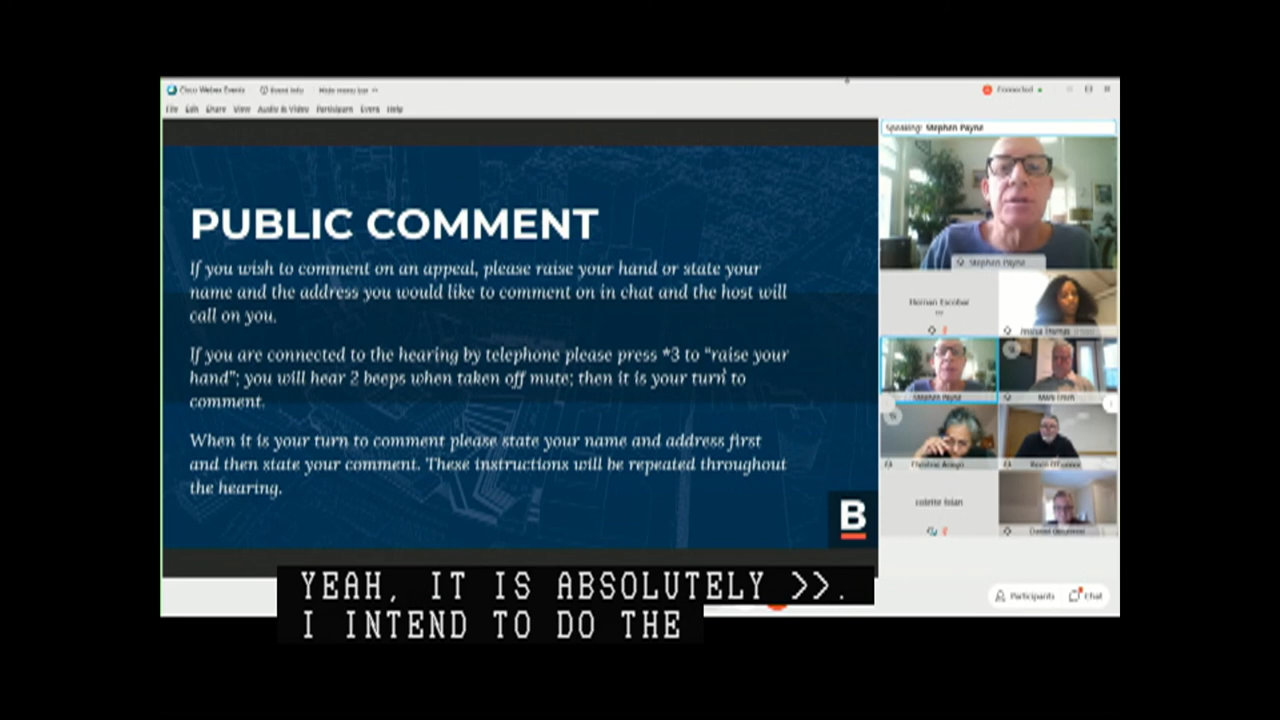 Cisco Webex Events Event Info Hide menu bar
Connected
File Edit Share View Audio & Video Participant Event Help
Speaking: Stephen Payne
PUBLIC COMMENT
If you wish to comment on an appeal, please raise your hand or state your
name and the address you would like to comment on in chat and the host will
call on you.
If you are connected to the hearing by telephone please press *3 to "raise your
hand"; you will hear 2 beeps when taken off mute; then it is your turn to
comment.
When it is your turn to comment please state your name and address first
and then state your comment. These instructions will be repeated throughout
the hearing.
B
Stephen Payne
Hernan Escobar
Stephen Payne
Participants Chat
YEAH, IT IS ABSOLUTELY >>.
I INTEND TO DO THE